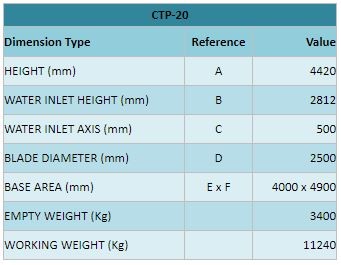 CTP-20
Dimension Type Reference Value
HEIGHT (mm) A 4420
WATER INLET HEIGHT (mm) B 2812
WATER INLET AXIS (mm) C 500
BLADE DIAMETER (mm) D 2500
BASE AREA (mm) E x F 4000 x 4900
EMPTY WEIGHT (Kg) 3400
WORKING WEIGHT (Kg) 11240